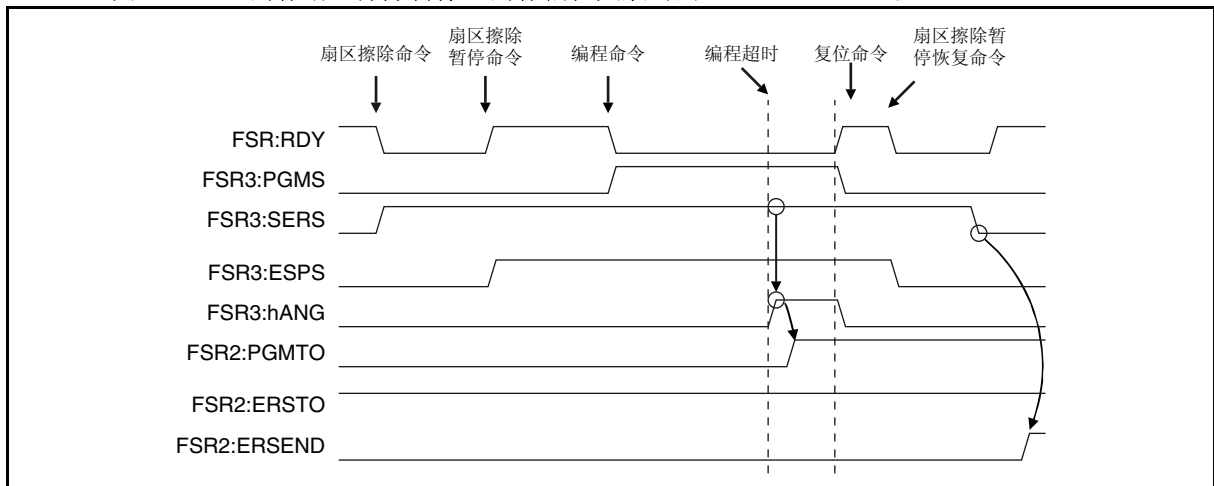 扇区擦除命令
扇区擦除
暂停命令
编程命令
编程超时
复位命令
扇区擦除暂
停恢复命令
FSR:RDY
FSR3:PGMS
FSR3:SERS
FSR3:ESPS
FSR3:hANG
FSR2:PGMTO
FSR2:ERSTO
FSR2:ERSEND